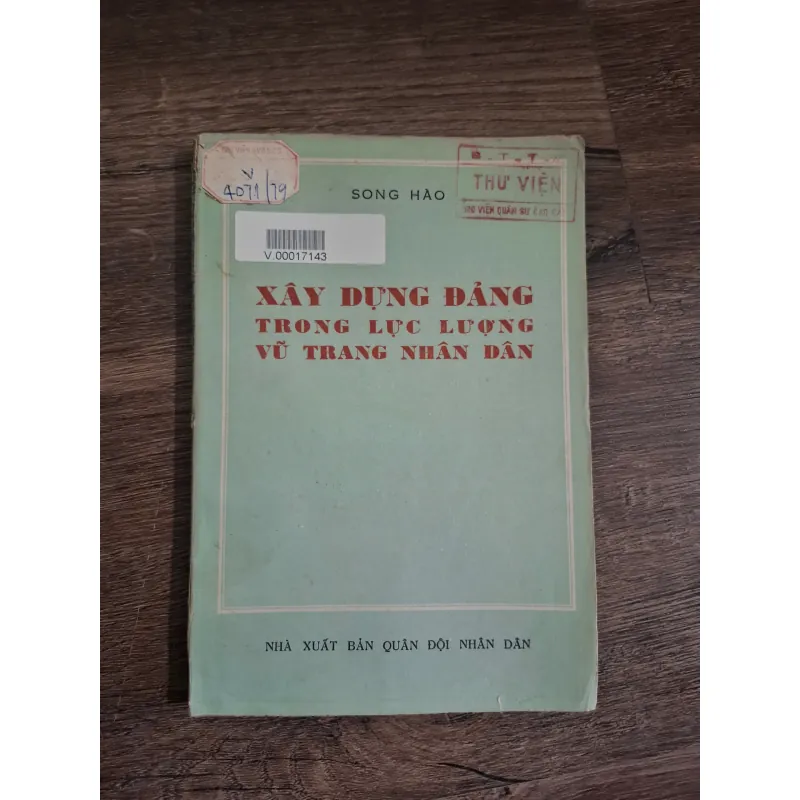 V
4071/79
B.T.T.
THƯ VIỆN
SONG HÀO
V.00017143
XÂY DỰNG ĐẢNG
TRONG LỰC LƯỢNG
VŨ TRANG NHÂN DÂN
NHÀ XUẤT BẢN QUÂN ĐỘI NHÂN DÂN